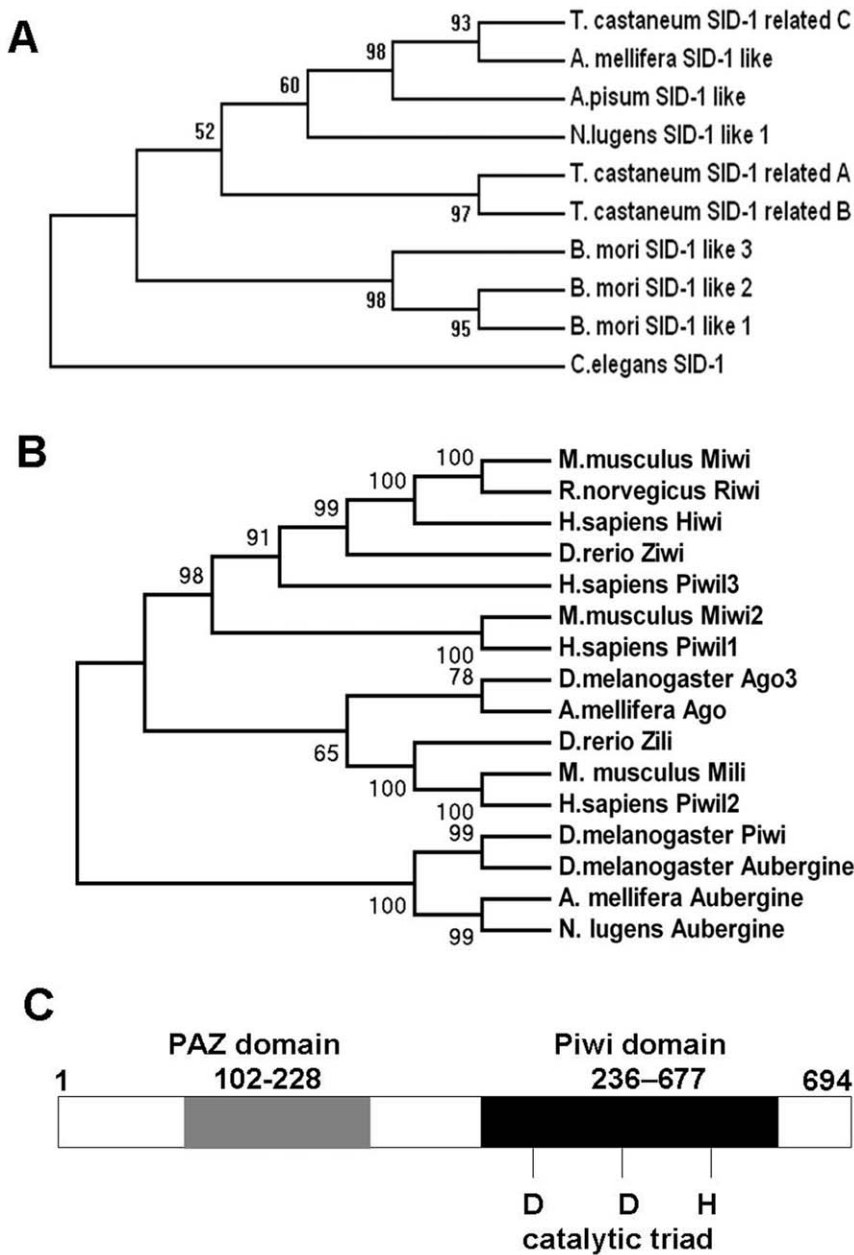 A
93
T. castaneum SID-1 related C
98
A. mellifera SID-1 like
60
A.pisum SID-1 like
52
N.lugens SID-1 like 1
T. castaneum SID-1 related A
97
T. castaneum SID-1 related B
B. mori SID-1 like 3
98
B. mori SID-1 like 2
95
B. mori SID-1 like 1
C.elegans SID-1
B
100
M.musculus Miwi
100
R.norvegicus Riwi
99
H.sapiens Hiwi
91
D.rerio Ziwi
98
H.sapiens Piwil3
M.musculus Miwi2
100
H.sapiens Piwil1
78
D.melanogaster Ago3
A.mellifera Ago
65
D.rerio Zili
100
M. musculus Mili
100
H.sapiens Piwil2
99
D.melanogaster Piwi
D.melanogaster Aubergine
100
A. mellifera Aubergine
99
N. lugens Aubergine
C
PAZ domain
Piwi domain
1
102-228
236–677
694
D
D
H
catalytic triad